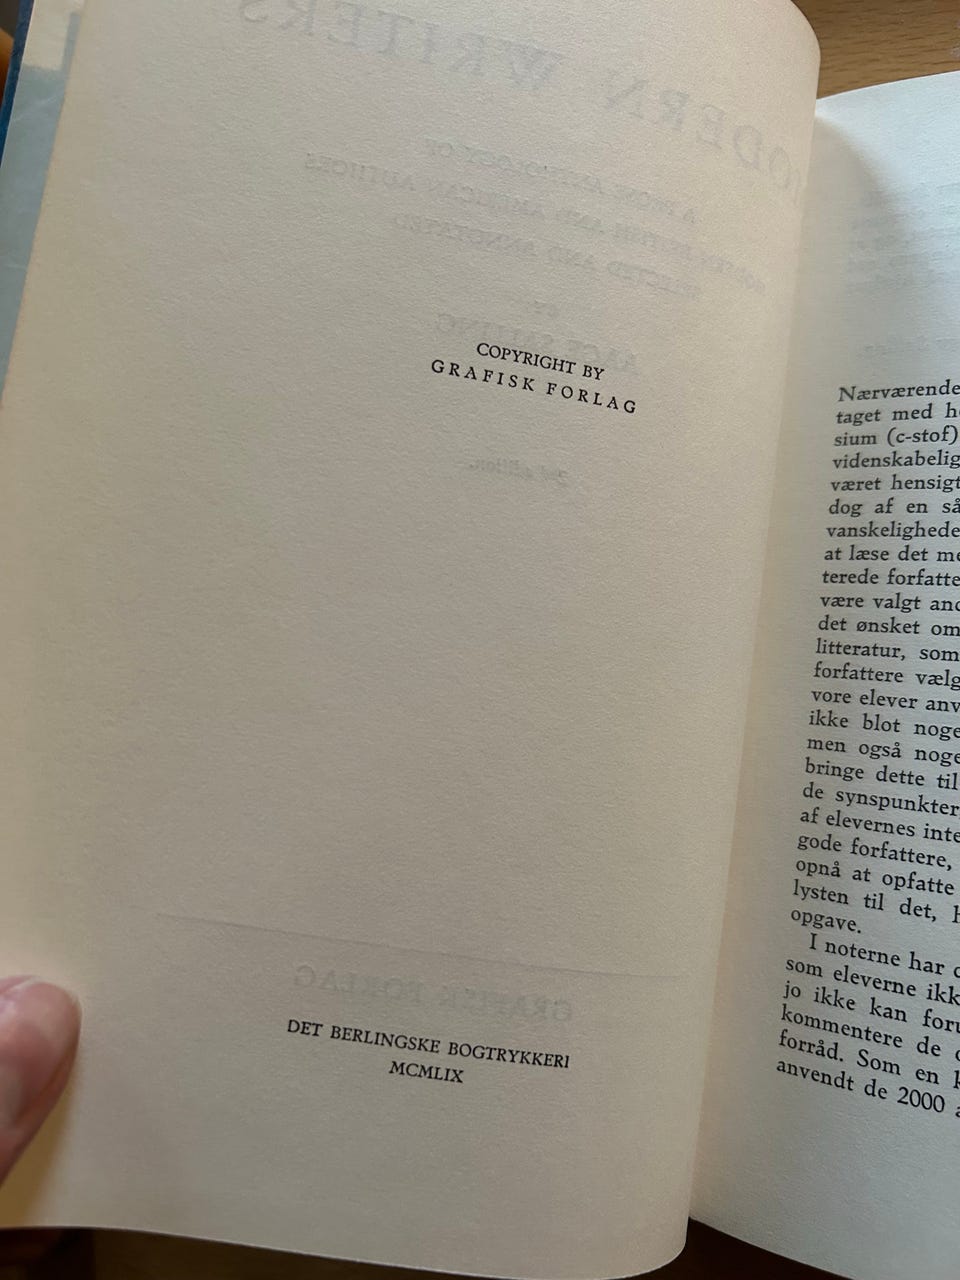 COPYRIGHT BY
GRAFISK FORLAG
DET BERLINGSKE BOGTRYKKERI
MCMLIX
Nærværende
taget med
sium (c-stof)
videnskabelig
været hensigt
dog af en så
vanskelighede
at læse det
terede forfatte
være valgt
det ønsket om
litteratur, som
forfattere vælg
vore elever anv
ikke blot noge
men også noge
bringe dette til
de synspunkter
af elevernes inte
gode forfattere,
opnå at opfatte
lysten til det,
opgave.
I noterne har
som eleverne ikk
jo ikke kan foru
kommentere de
forråd. Som en
anvendt de 2000